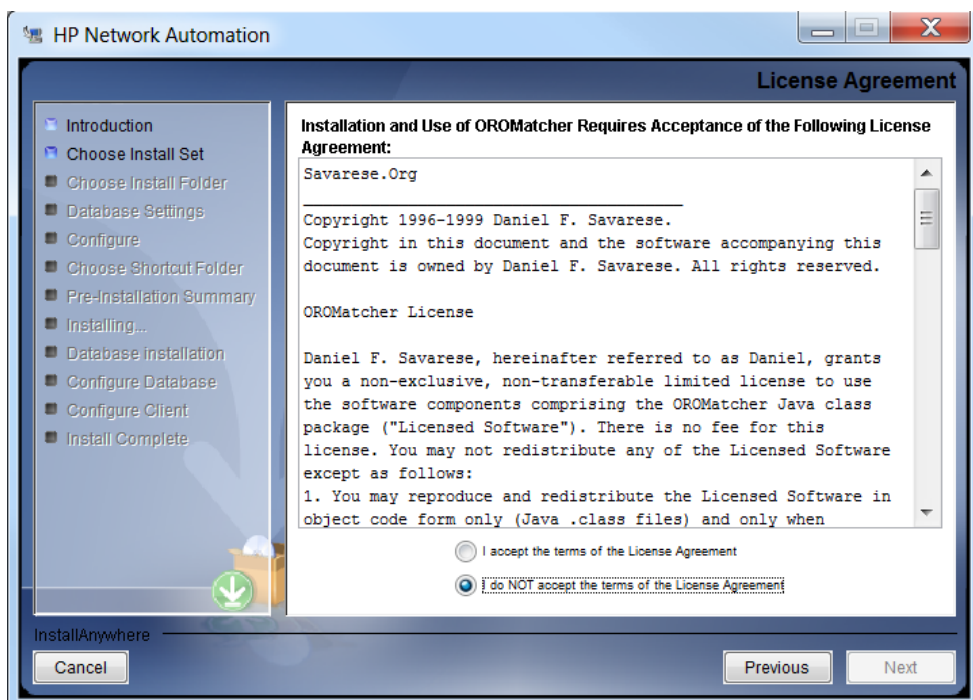 HP Network Automation
License Agreement
Introduction
Choose Install Set
Choose Install Folder
Database Settings
Configure
Choose Shortcut Folder
Pre-Installation Summary
Installing...
Database installation
Configure Database
Configure Client
Install Complete
Installation and Use of OROMatcher Requires Acceptance of the Following License
Agreement:
Savarese.Org
Copyright 1996-1999 Daniel F. Savarese.
Copyright in this document and the software accompanying this
document is owned by Daniel F. Savarese. All rights reserved.
OROMatcher License
Daniel F. Savarese, hereinafter referred to as Daniel, grants
you a non-exclusive, non-transferable limited license to use
the software components comprising the OROMatcher Java class
package ("Licensed Software"). There is no fee for this
license. You may not redistribute any of the Licensed Software
except as follows:
1. You may reproduce and redistribute the Licensed Software in
object code form only (Java .class files) and only when
I accept the terms of the License Agreement
I do NOT accept the terms of the License Agreement
InstallAnywhere
Cancel
Previous
Next